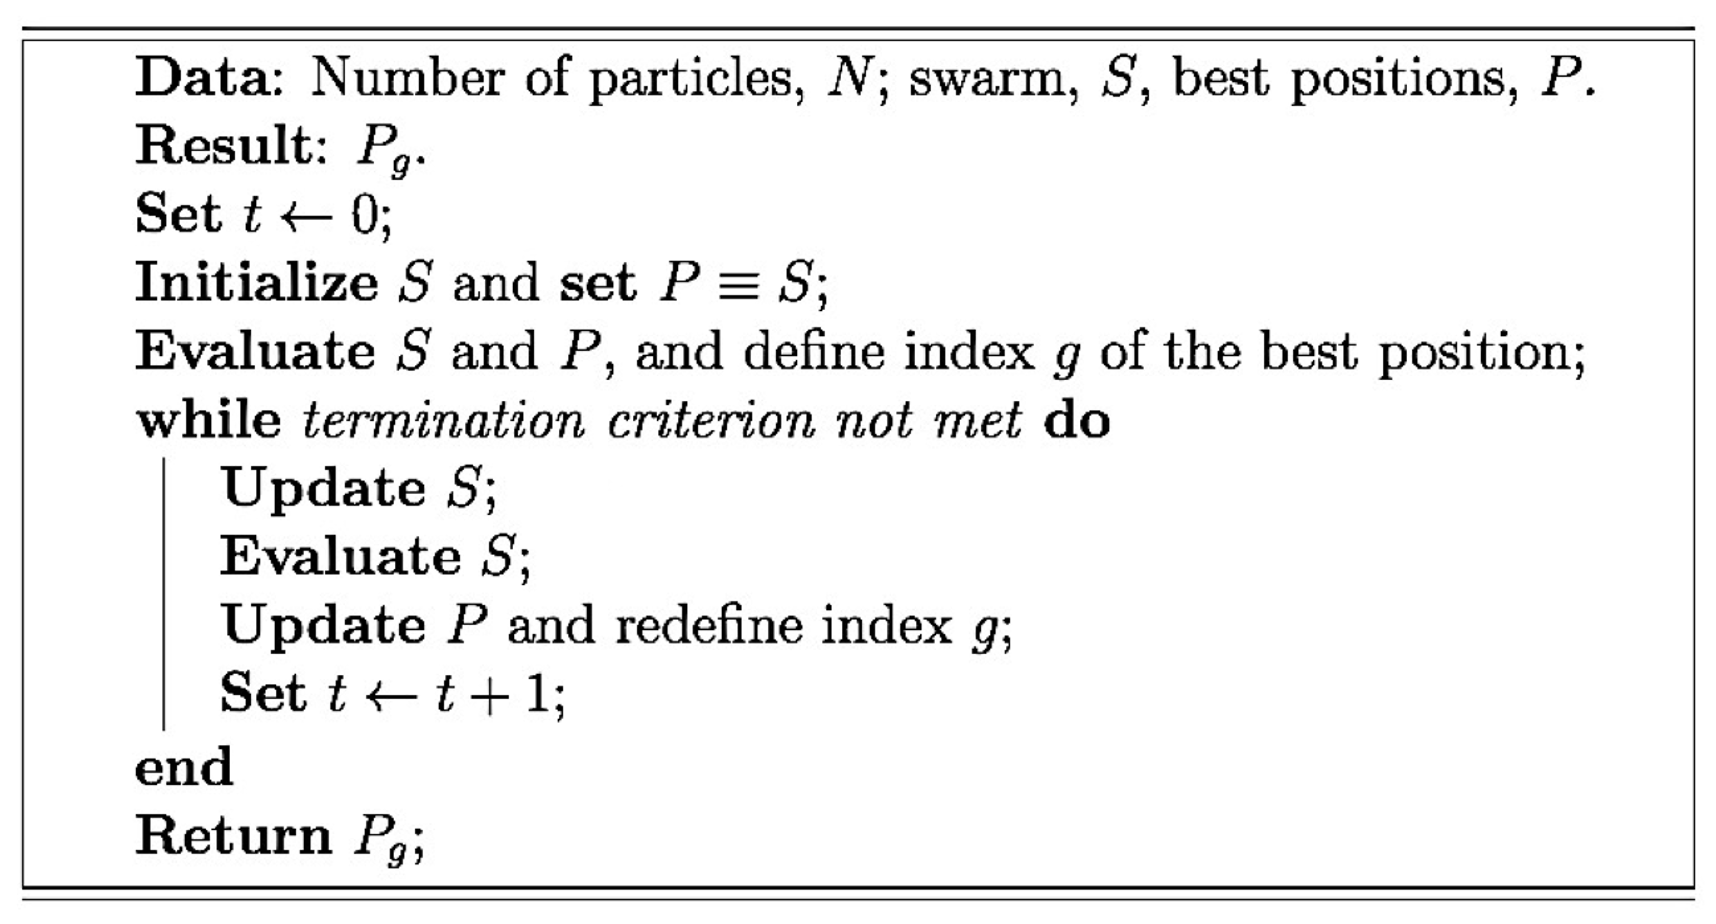 Data: Number of particles, N; swarm, S, best positions, P.
Result: P_g.
Set t ← 0;
Initialize S and set P ≡ S;
Evaluate S and P, and define index g of the best position;
while termination criterion not met do
Update S;
Evaluate S;
Update P and redefine index g;
Set t ← t + 1;
end
Return P_g;